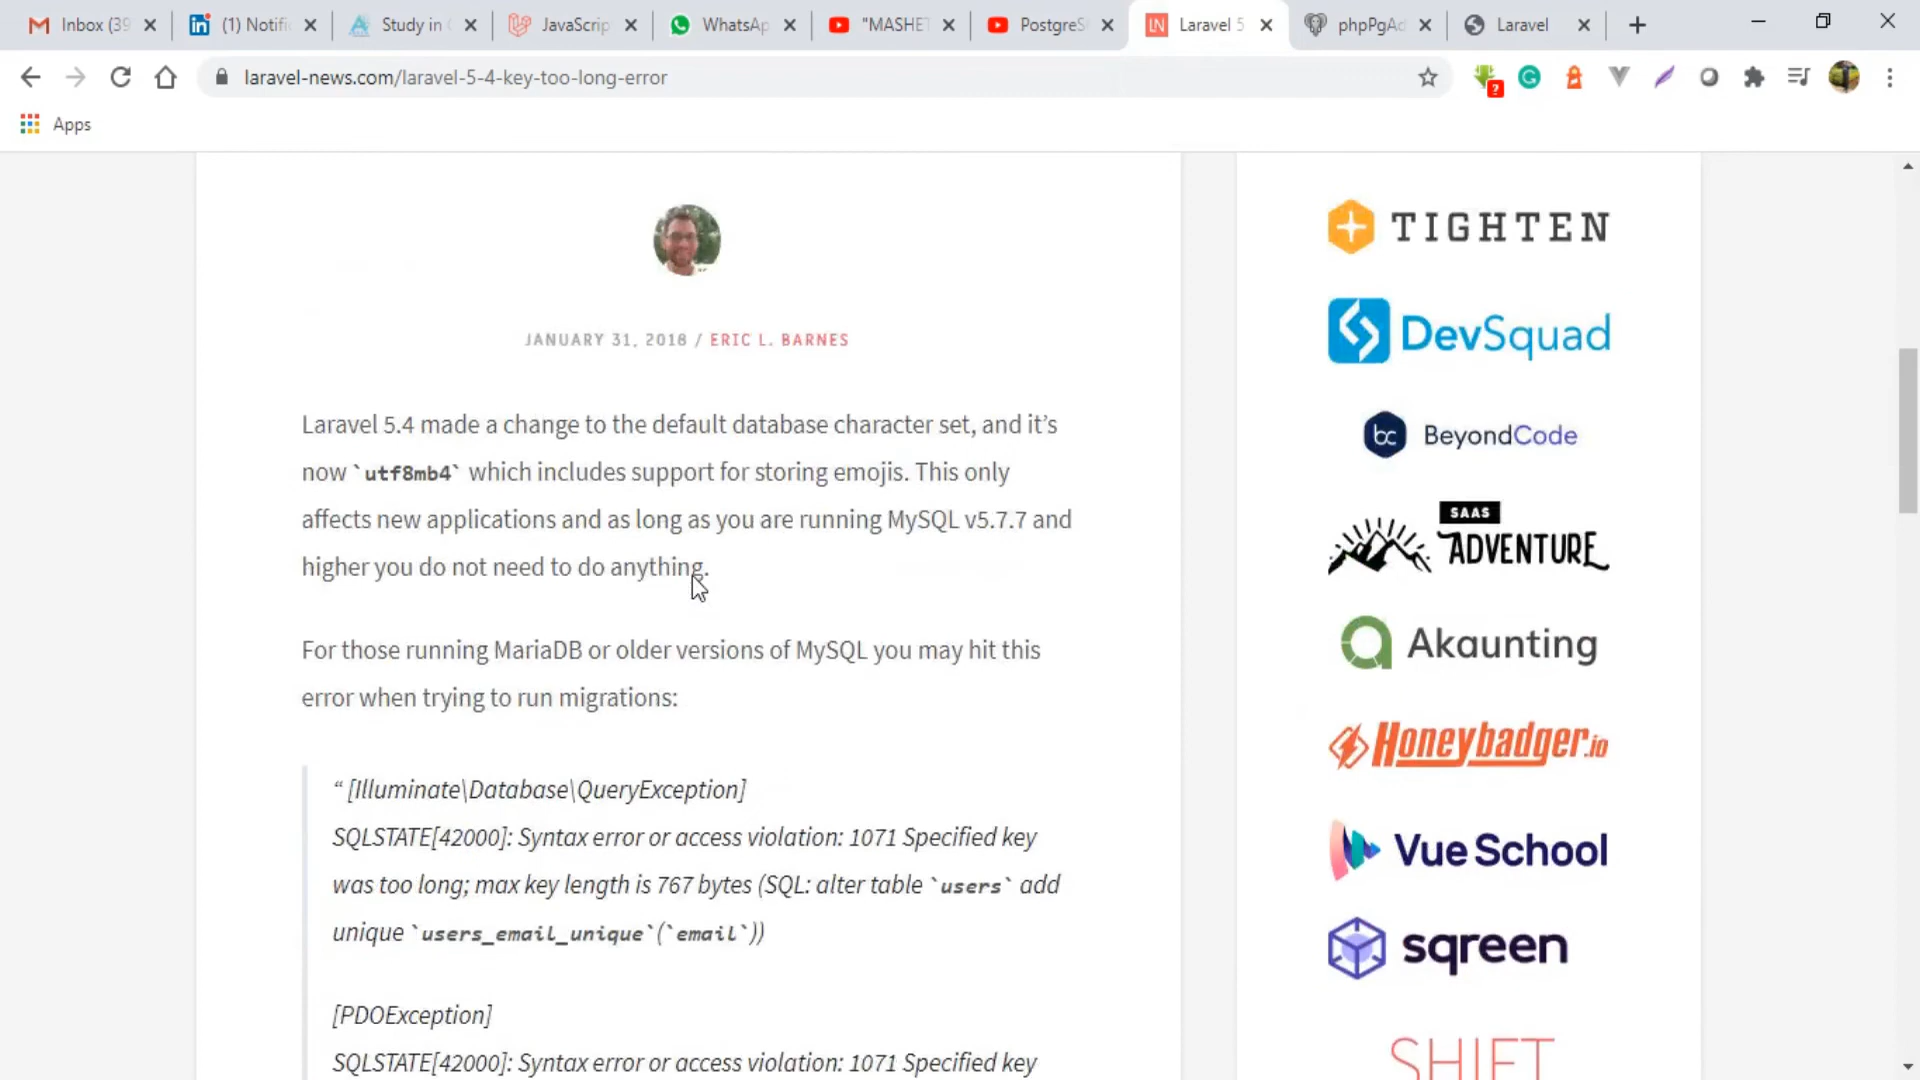 Inbox (39
(1) Notific
Study in
JavaScrip
WhatsAp
"MASHET
PostgreS
Laravel 5
phpPgAd
Laravel
laravel-news.com/laravel-5-4-key-too-long-error
Apps
JANUARY 31, 2018 / ERIC L. BARNES
Laravel 5.4 made a change to the default database character set, and it’s
now `utf8mb4` which includes support for storing emojis. This only
affects new applications and as long as you are running MySQL v5.7.7 and
higher you do not need to do anything.
For those running MariaDB or older versions of MySQL you may hit this
error when trying to run migrations:
“ [Illuminate\Database\QueryException]
SQLSTATE[42000]: Syntax error or access violation: 1071 Specified key
was too long; max key length is 767 bytes (SQL: alter table `users` add
unique `users_email_unique`(`email`))
[PDOException]
SQLSTATE[42000]: Syntax error or access violation: 1071 Specified key
TIGHTEN
DevSquad
bc BeyondCode
SAAS
ADVENTURE
Akaunting
Honeybadger.io
Vue School
sqreen
SHIFT